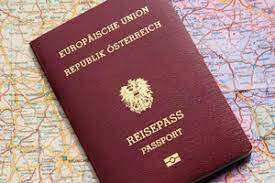 EUROPÄISCHE UNION
REPUBLIK ÖSTERREICH
REISEPASS
PASSPORT